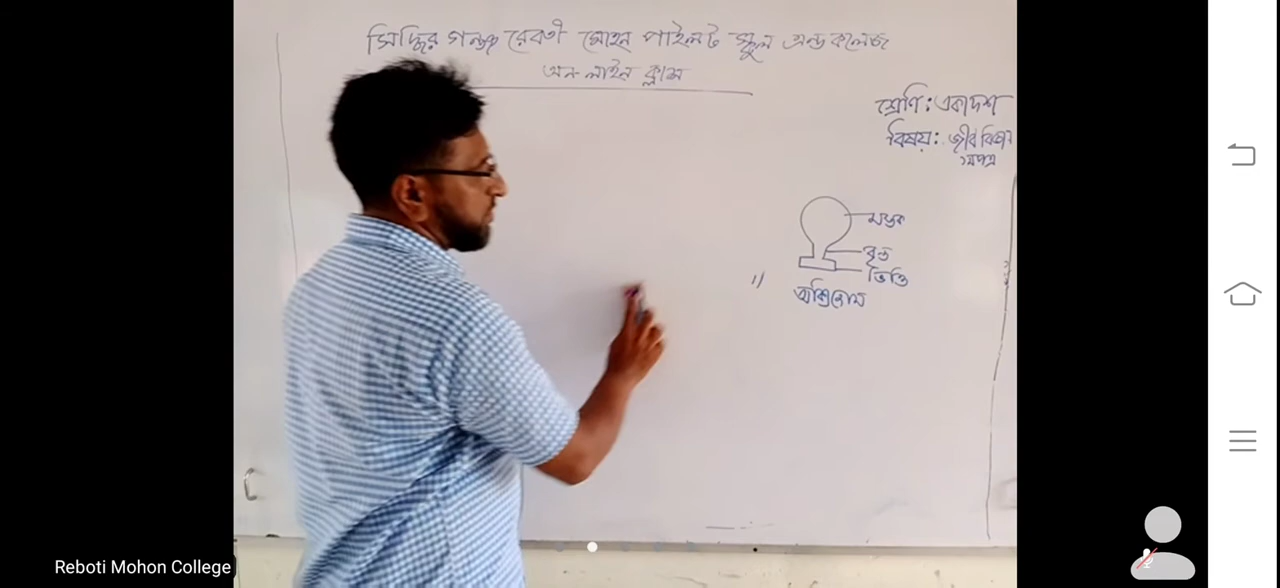 সিদ্ধির গঞ্জ রেবতী মোহন পাইলট স্কুল এন্ড কলেজ
অন-লাইন ক্লাস
শ্রেণি: একাদশ
বিষয়: জীব বিজ্ঞান
১মপত্র
মস্তক
বৃন্ত
ভিত্তি
অক্সিসোম
Reboti Mohon College